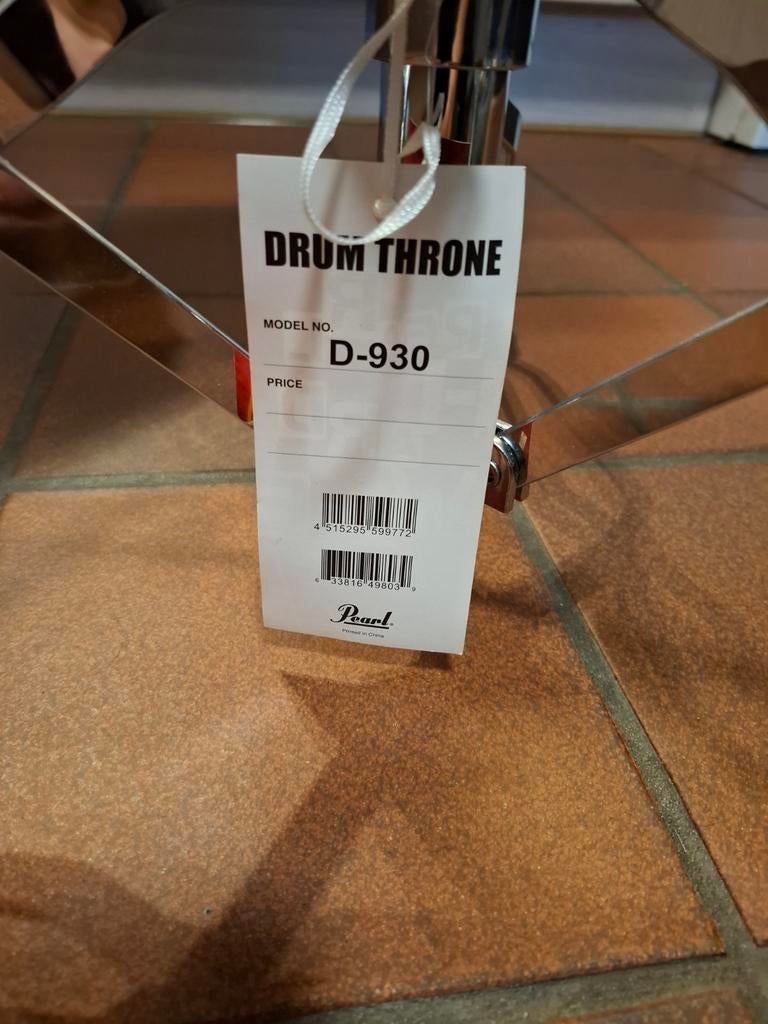 DRUM THRONE
MODEL NO.
D-930
PRICE
4 515295 599772
6 33816 49803 9
Pearl®
Printed in China